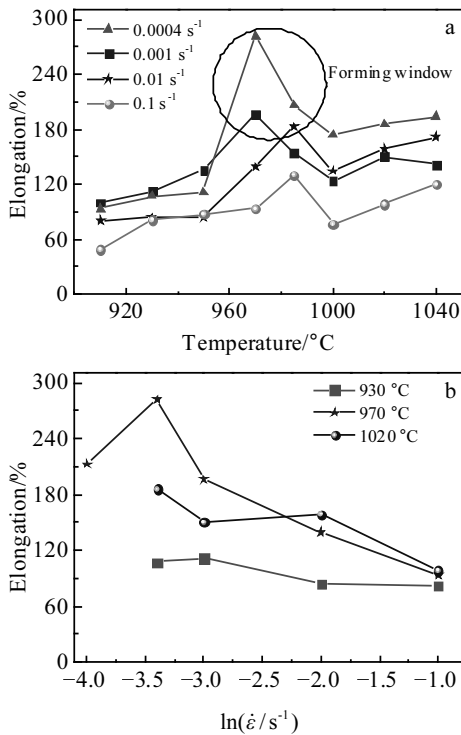 a
0.0004 s⁻¹
0.001 s⁻¹
0.01 s⁻¹
0.1 s⁻¹
Forming window
Elongation/%
300
240
180
120
60
0
920
960
1000
1040
Temperature/°C
b
930 °C
970 °C
1020 °C
Elongation/%
300
240
180
120
60
0
−4.0
−3.5
−3.0
−2.5
−2.0
−1.5
−1.0
ln(ε̇/s⁻¹)